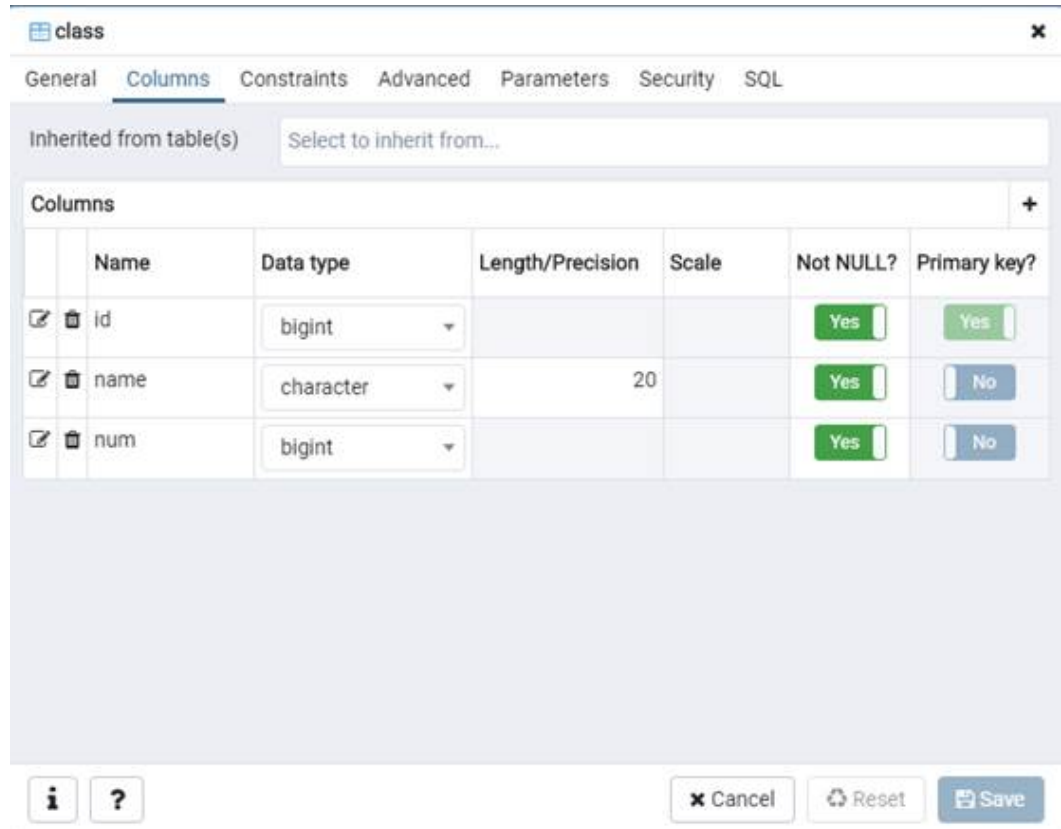 class
General Columns Constraints Advanced Parameters Security SQL
Inherited from table(s) Select to inherit from...
Columns
Name Data type Length/Precision Scale Not NULL? Primary key?
id bigint Yes Yes
name character 20 Yes No
num bigint Yes No
i ? Cancel Reset Save